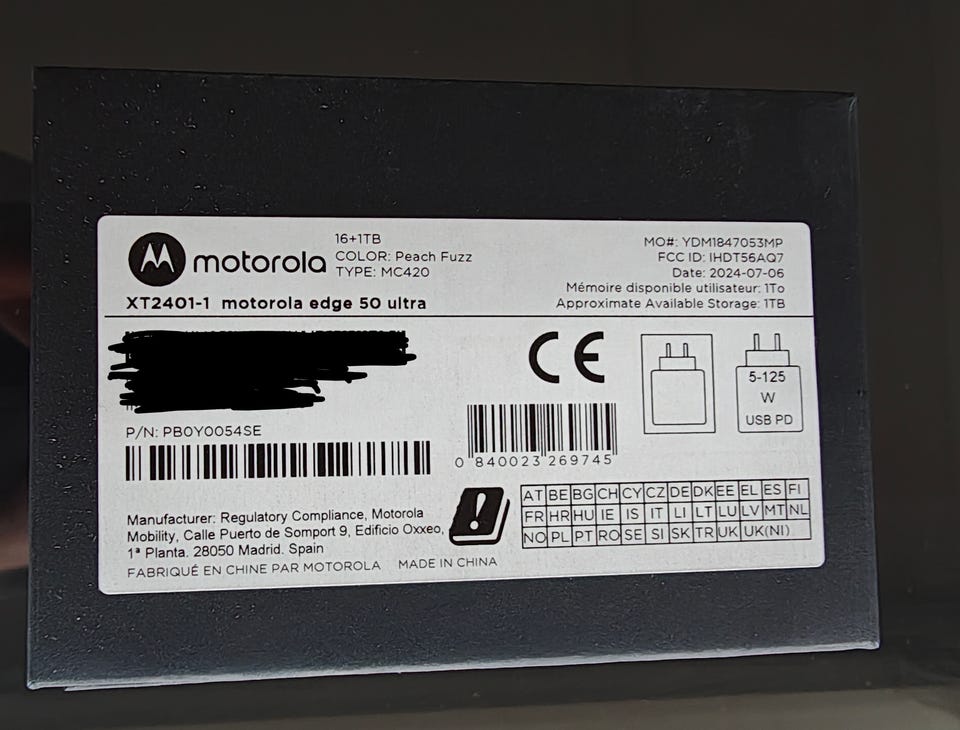 motorola
16+1TB
COLOR: Peach Fuzz
TYPE: MC420
XT2401-1 motorola edge 50 ultra
MO#: YDM1847053MP
FCC ID: IHDT56AQ7
Date: 2024-07-06
Mémoire disponible utilisateur: 1To
Approximate Available Storage: 1TB
CE
5-125
W
USB PD
P/N: PB0Y0054SE
0 840023 269745
Manufacturer: Regulatory Compliance, Motorola
Mobility, Calle Puerto de Somport 9, Edificio Oxxeo,
1ª Planta. 28050 Madrid. Spain
FABRIQUÉ EN CHINE PAR MOTOROLA MADE IN CHINA
!
AT BE BG CH CY CZ DE DK EE EL ES FI
FR HR HU IE IS IT LI LT LU LV MT NL
NO PL PT RO SE SI SK TR UK UK(NI)